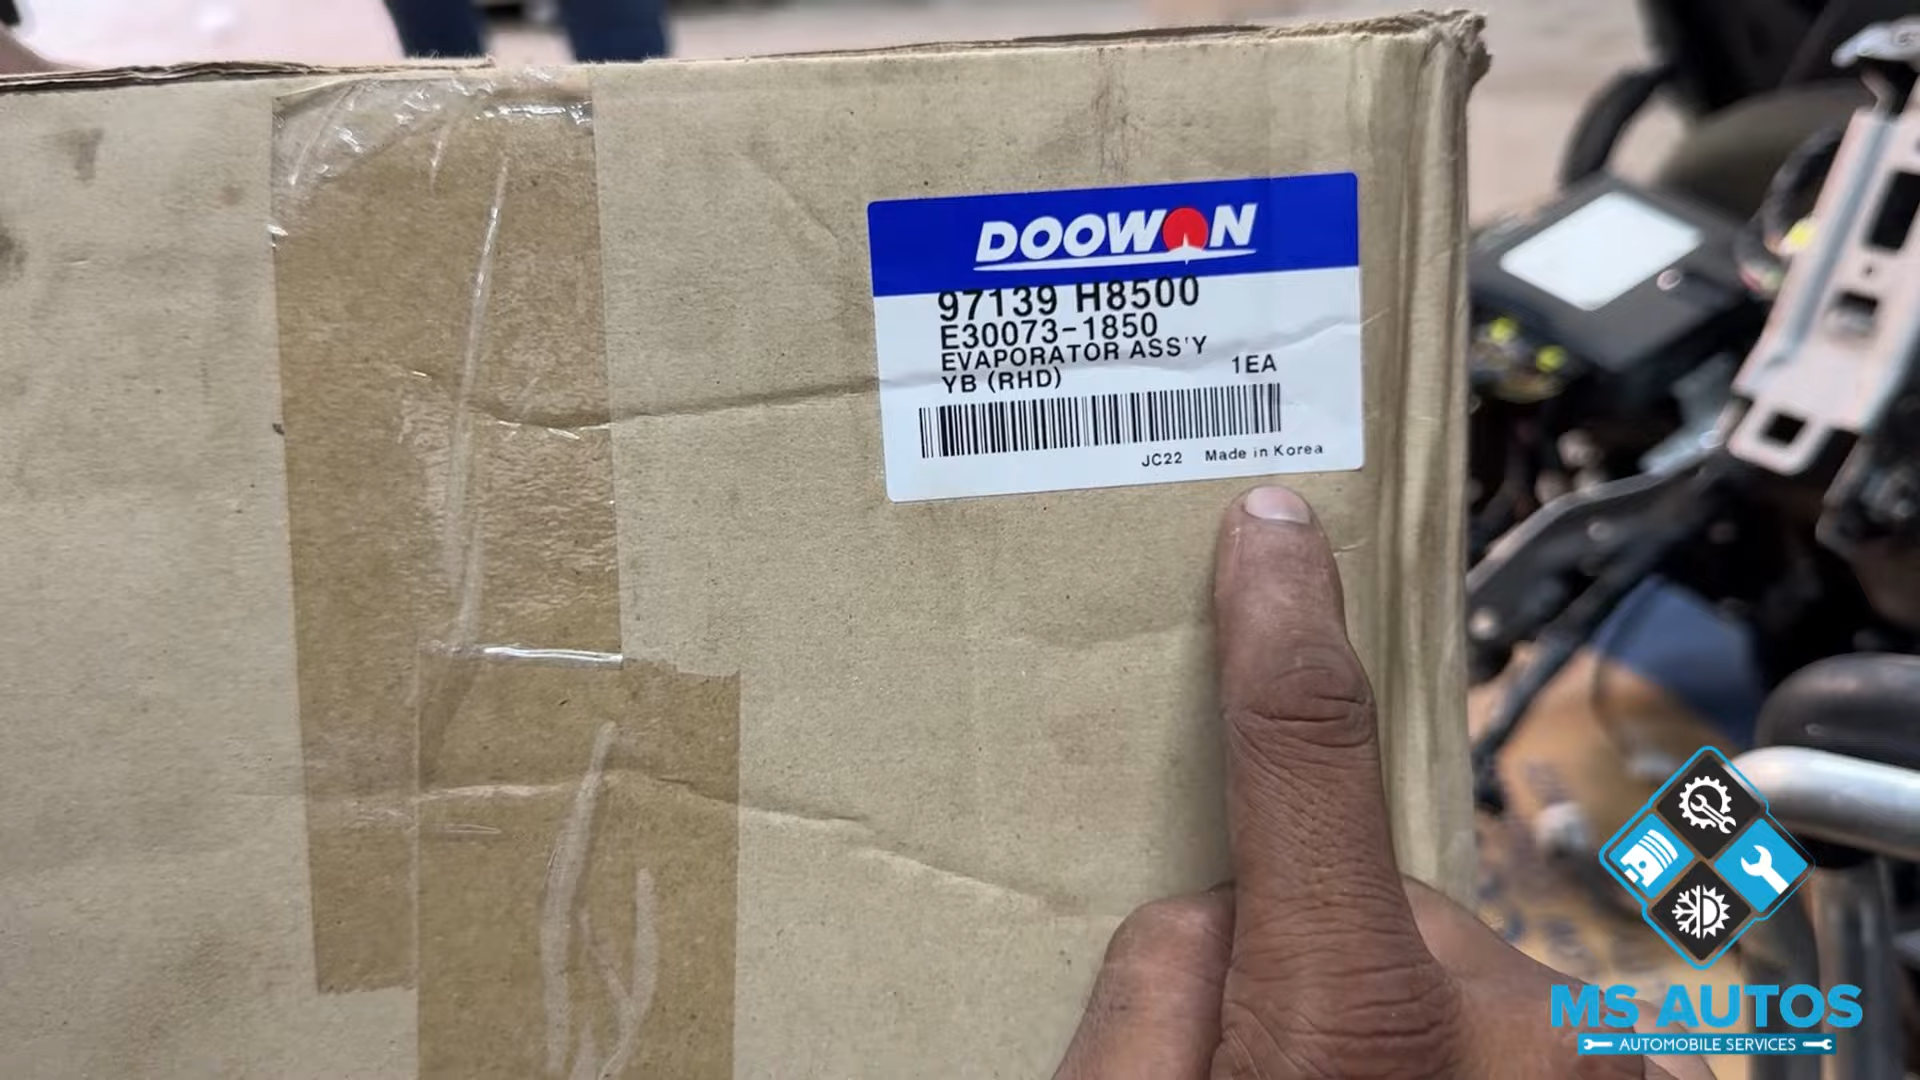 DOOWON
97139 H8500
E30073-1850
EVAPORATOR ASS'Y
YB (RHD) 1EA
JC22 Made in Korea
MS AUTOS
AUTOMOBILE SERVICES